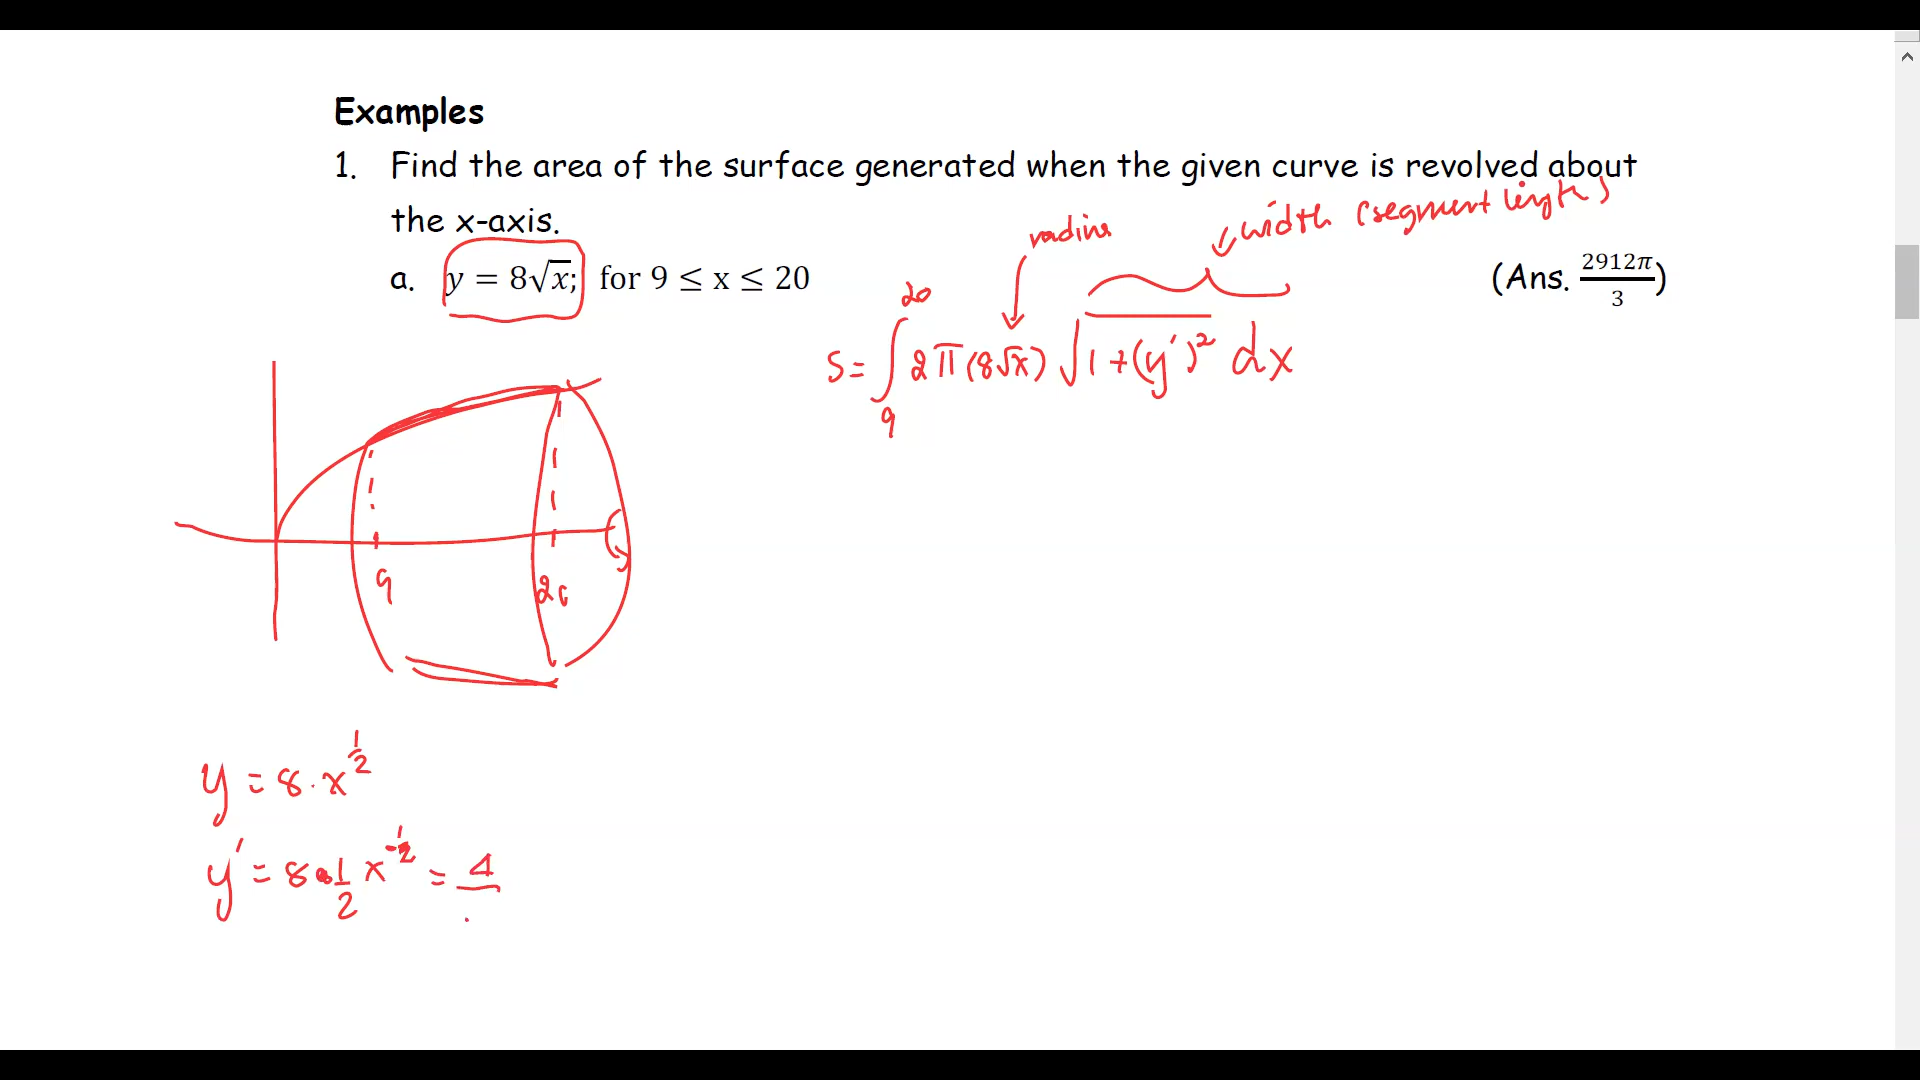 Examples
1. Find the area of the surface generated when the given curve is revolved about
the x-axis.
radius
width (segment length)
a. y = 8√x; for 9 ≤ x ≤ 20
(Ans. 2912π/3)
S = ∫₉²⁰ 2π(8√x) √1+(y')² dx
9
20
y = 8·x^1/2
y' = 8·1/2 x^-1/2 = 4